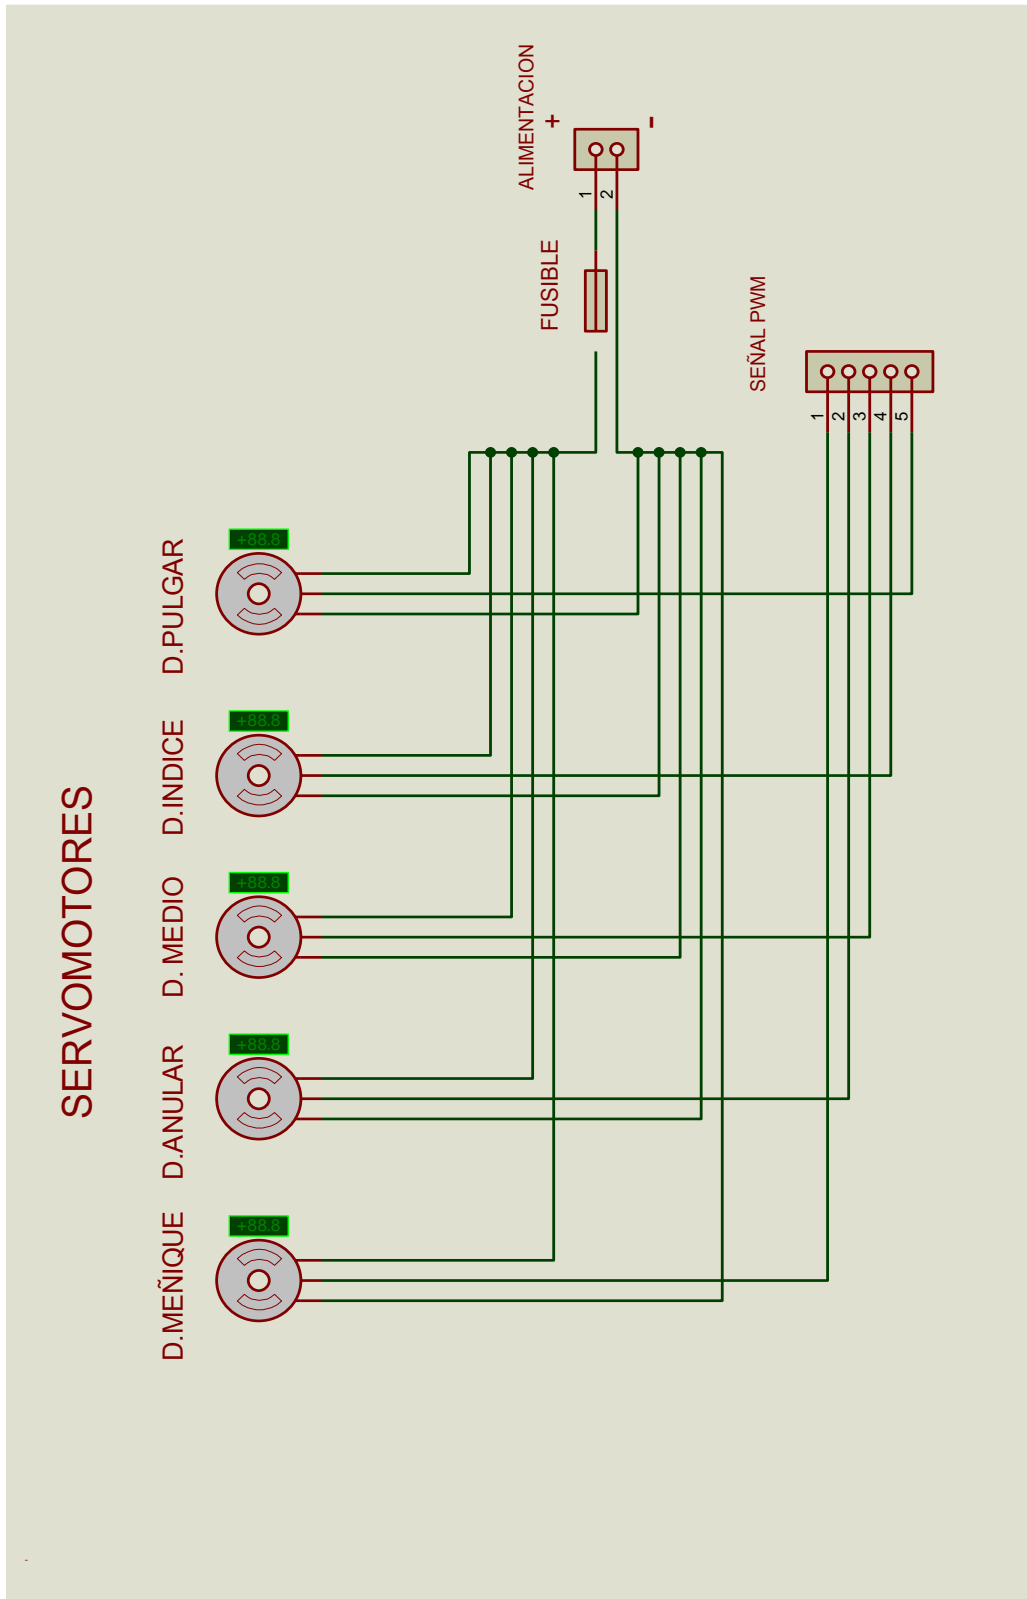 SERVOMOTORES
D.MEÑIQUE
D.ANULAR
D. MEDIO
D.INDICE
D.PULGAR
+88.8
+88.8
+88.8
+88.8
+88.8
ALIMENTACION
+
-
1
2
FUSIBLE
SEÑAL PWM
1
2
3
4
5